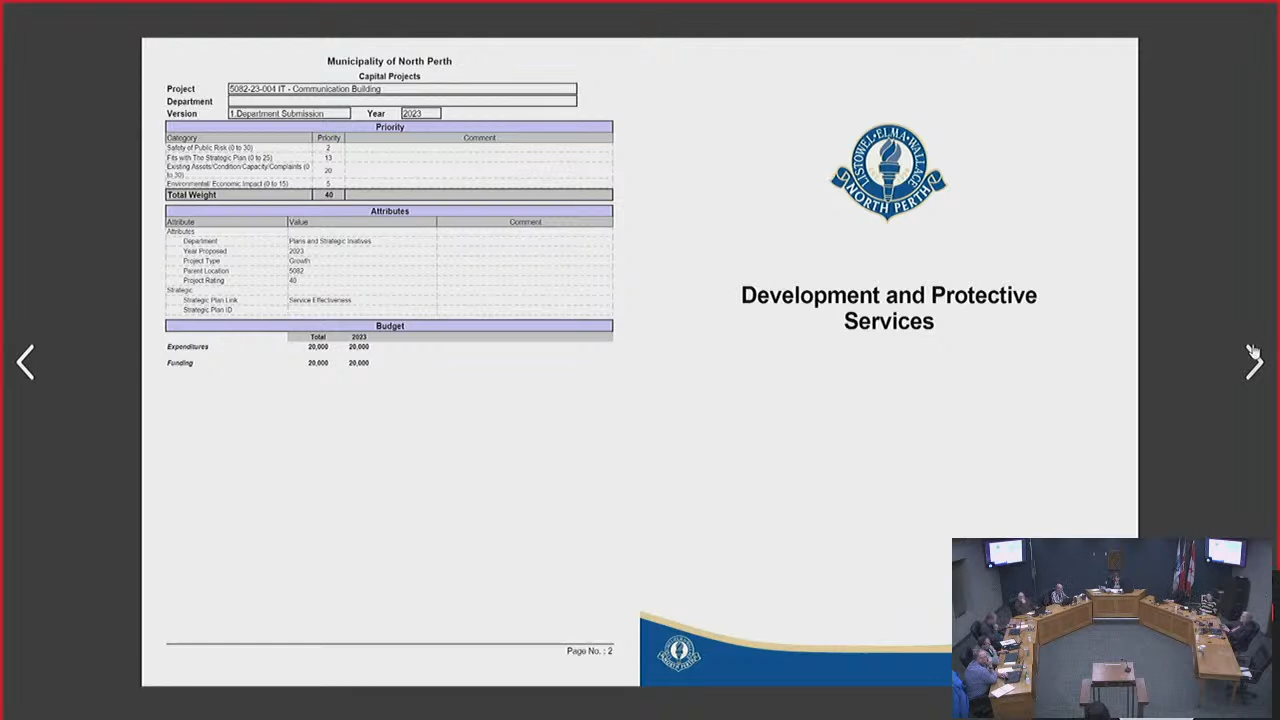 Municipality of North Perth
Capital Projects
Project 5082-23-004 IT - Communication Building
Department
Version 1.Department Submission Year 2023
Priority
Category Priority Comment
Safety of Public Risk (0 to 30) 2
Fits with The Strategic Plan (0 to 25) 13
Existing Assets/Condition/Capacity/Complaints (0
to 30) 20
Environmental/ Economic Impact (0 to 15) 5
Total Weight 40
Attributes
Attribute Value Comment
Attributes
Department Plans and Strategic Iniatives
Year Proposed 2023
Project Type Growth
Parent Location 5082
Project Rating 40
Strategic
Strategic Plan Link Service Effectiveness
Strategic Plan ID
Budget
Total 2023
Expenditures 20,000 20,000
Funding 20,000 20,000
Page No. : 2
LISTOWEL • ELMA • WALLACE
NORTH PERTH
Development and Protective
Services
LISTOWEL • ELMA • WALLACE
NORTH PERTH